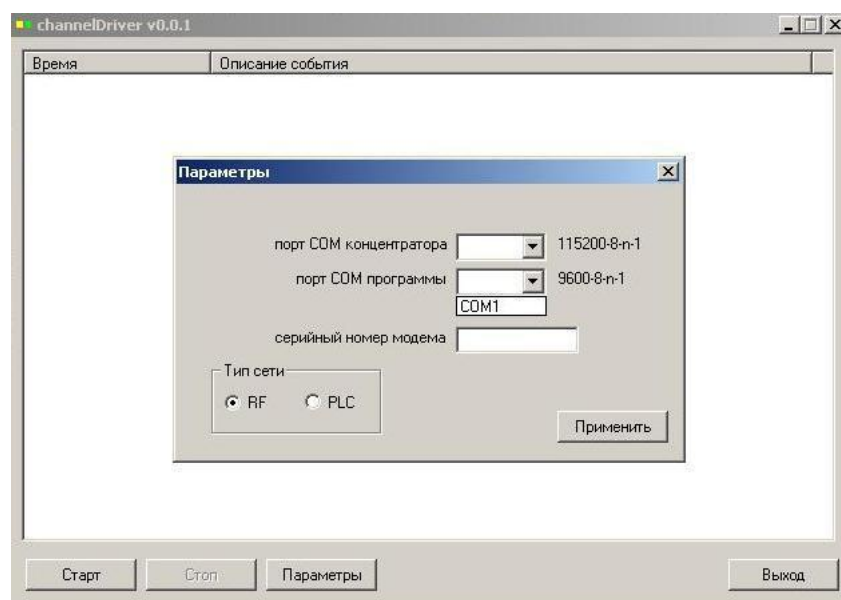 channelDriver v0.0.1
Время Описание события
Параметры
порт COM концентратора 115200-8-n-1
порт COM программы 9600-8-n-1
COM1
серийный номер модема
Тип сети
RF PLC
Применить
Старт Стоп Параметры Выход